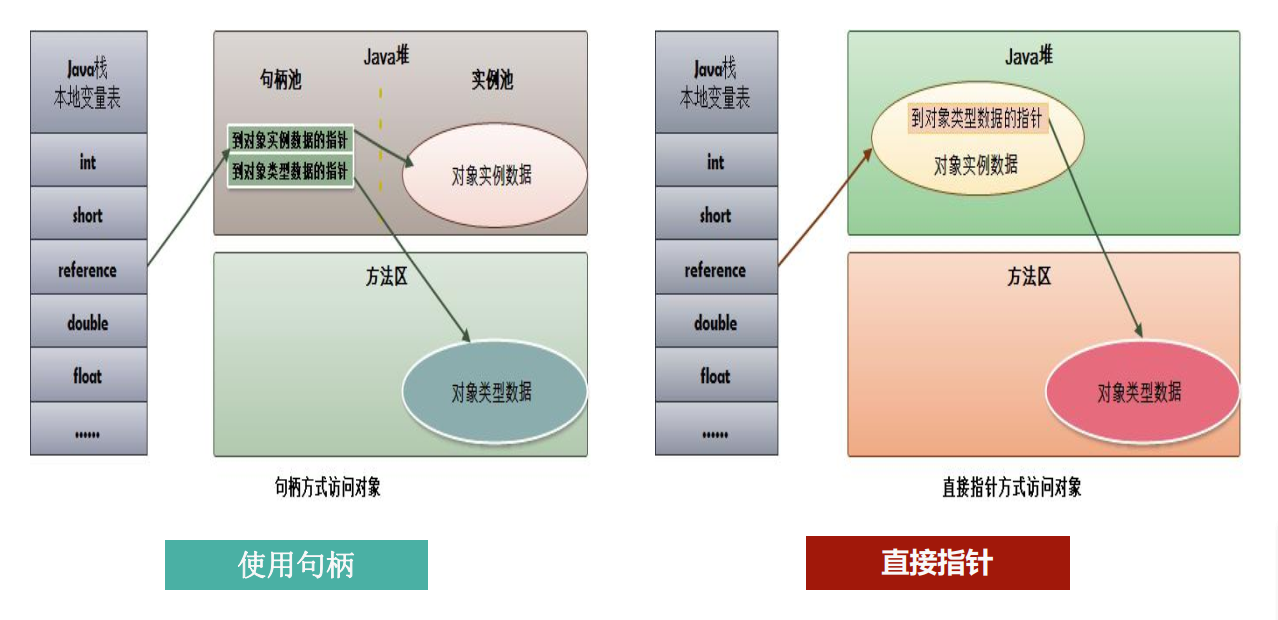 Java栈
本地变量表
int
short
reference
double
float
......
Java堆
句柄池
实例池
到对象实例数据的指针
到对象类型数据的指针
对象实例数据
方法区
对象类型数据
句柄方式访问对象
使用句柄
Java栈
本地变量表
int
short
reference
double
float
......
Java堆
到对象类型数据的指针
对象实例数据
方法区
对象类型数据
直接指针方式访问对象
直接指针